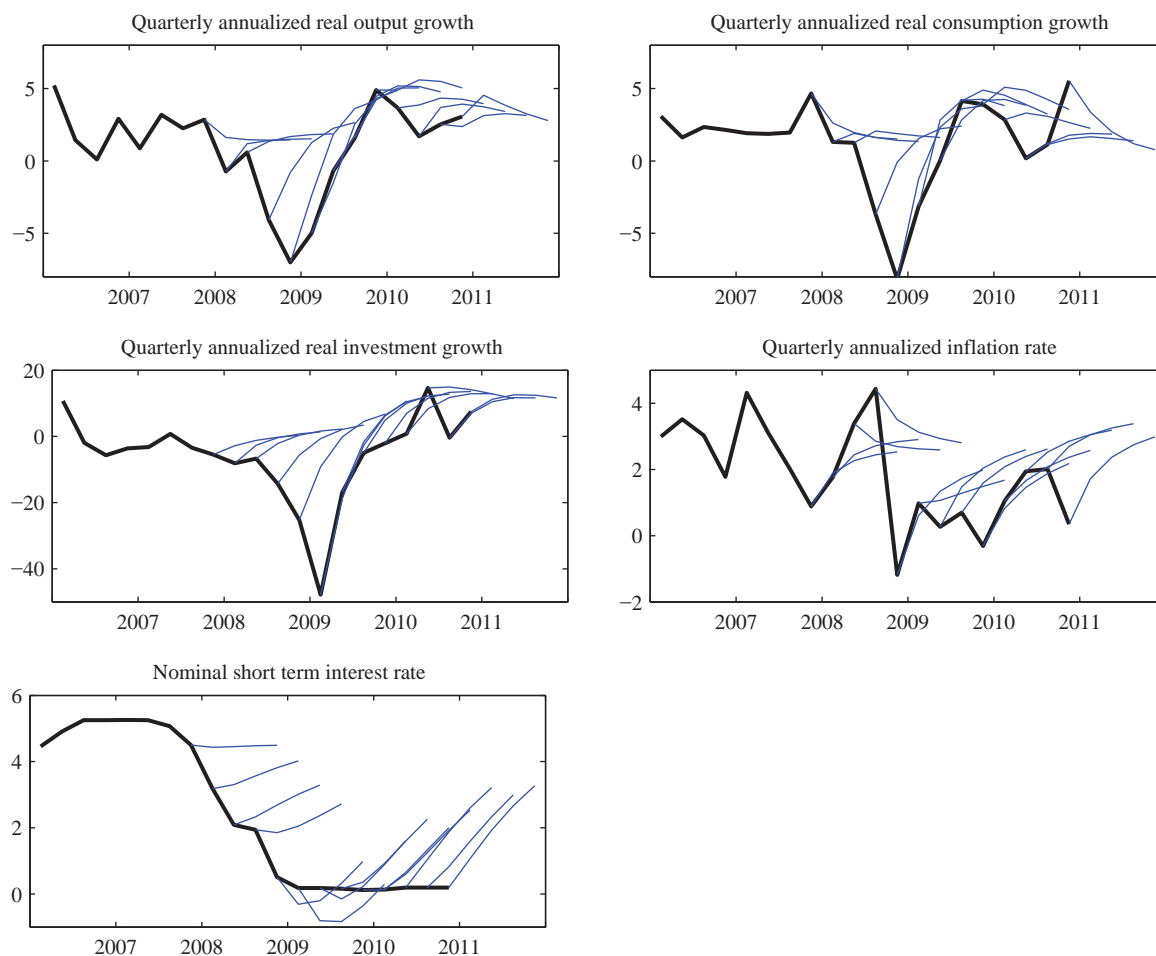 Quarterly annualized real output growth
5
0
−5
2007 2008 2009 2010 2011
Quarterly annualized real consumption growth
5
0
−5
2007 2008 2009 2010 2011
Quarterly annualized real investment growth
20
0
−20
−40
2007 2008 2009 2010 2011
Quarterly annualized inflation rate
4
2
0
−2
2007 2008 2009 2010 2011
Nominal short term interest rate
6
4
2
0
2007 2008 2009 2010 2011